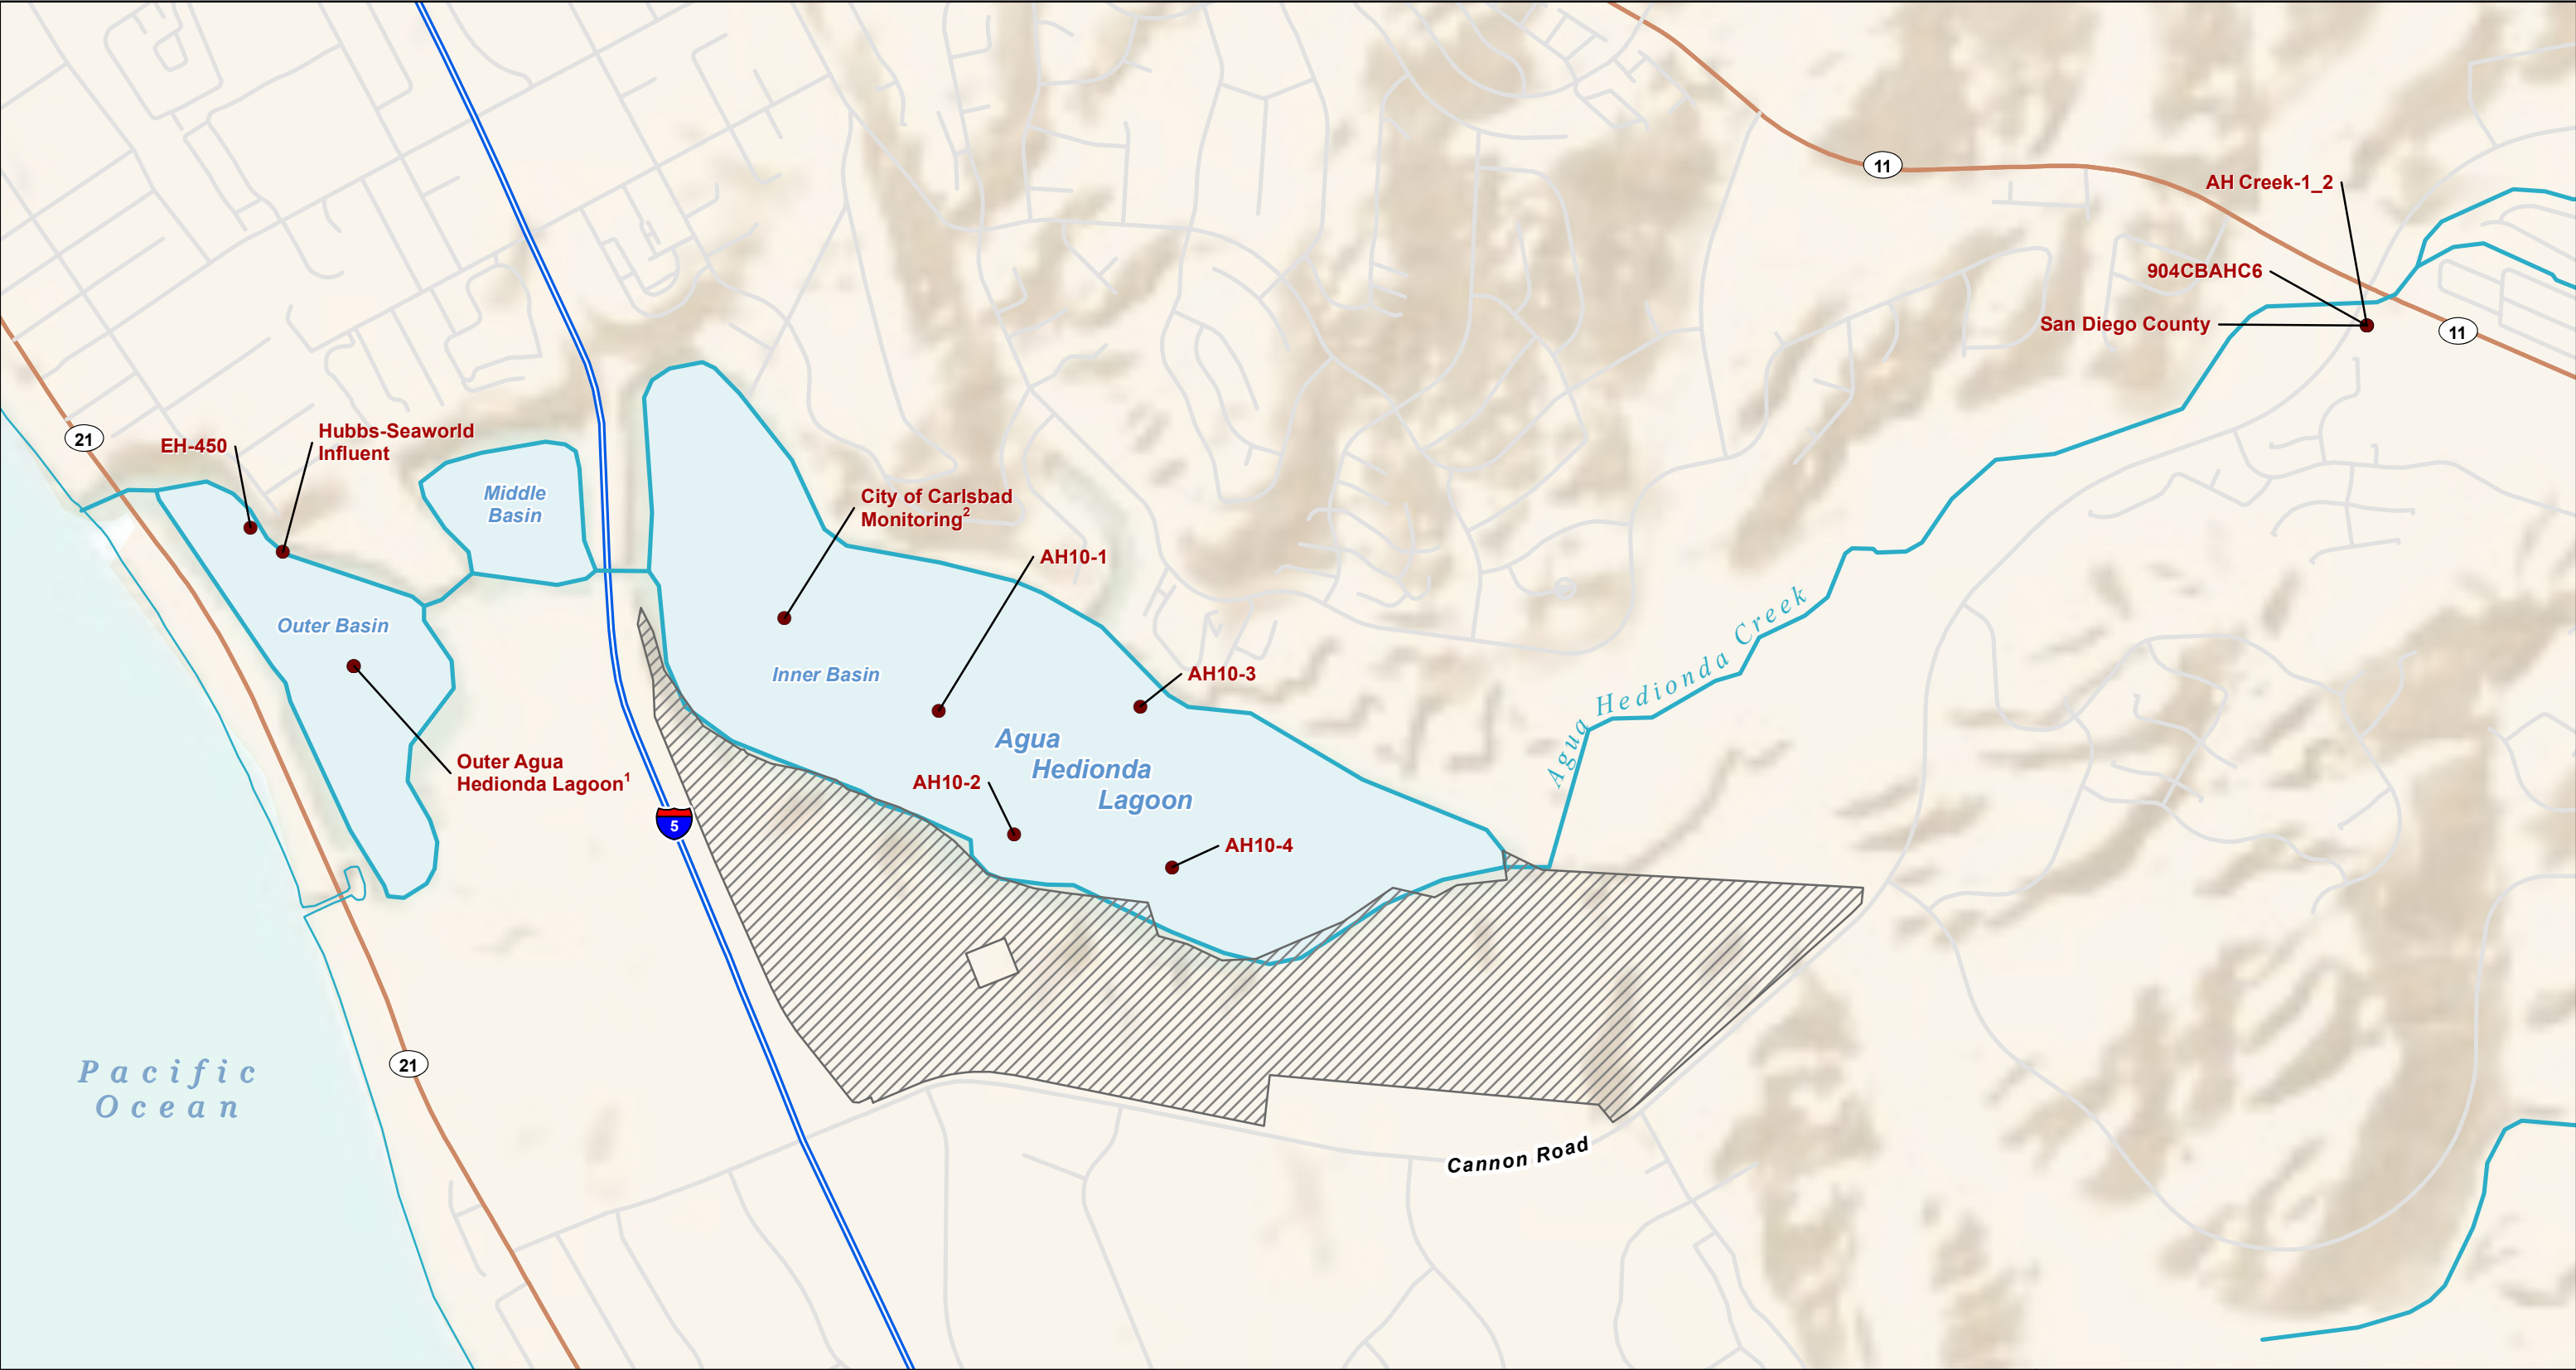 11
AH Creek-1_2
904CBAHC6
San Diego County
11
21
EH-450
Hubbs-Seaworld
Influent
Middle
Basin
City of Carlsbad
Monitoring²
AH10-1
Outer Basin
Inner Basin
AH10-3
Agua Hedionda Creek
Outer Agua
Hedionda Lagoon¹
Agua
Hedionda
Lagoon
AH10-2
5
AH10-4
21
Pacific
Ocean
Cannon Road